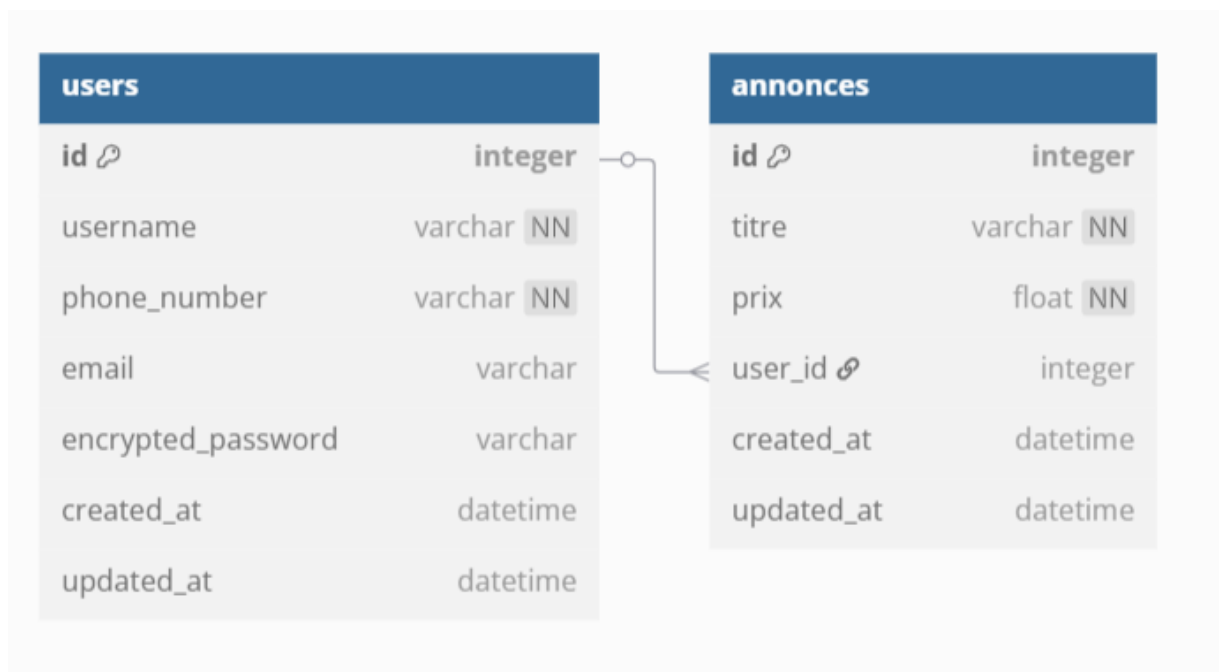 users
id integer
username varchar NN
phone_number varchar NN
email varchar
encrypted_password varchar
created_at datetime
updated_at datetime
annonces
id integer
titre varchar NN
prix float NN
user_id integer
created_at datetime
updated_at datetime